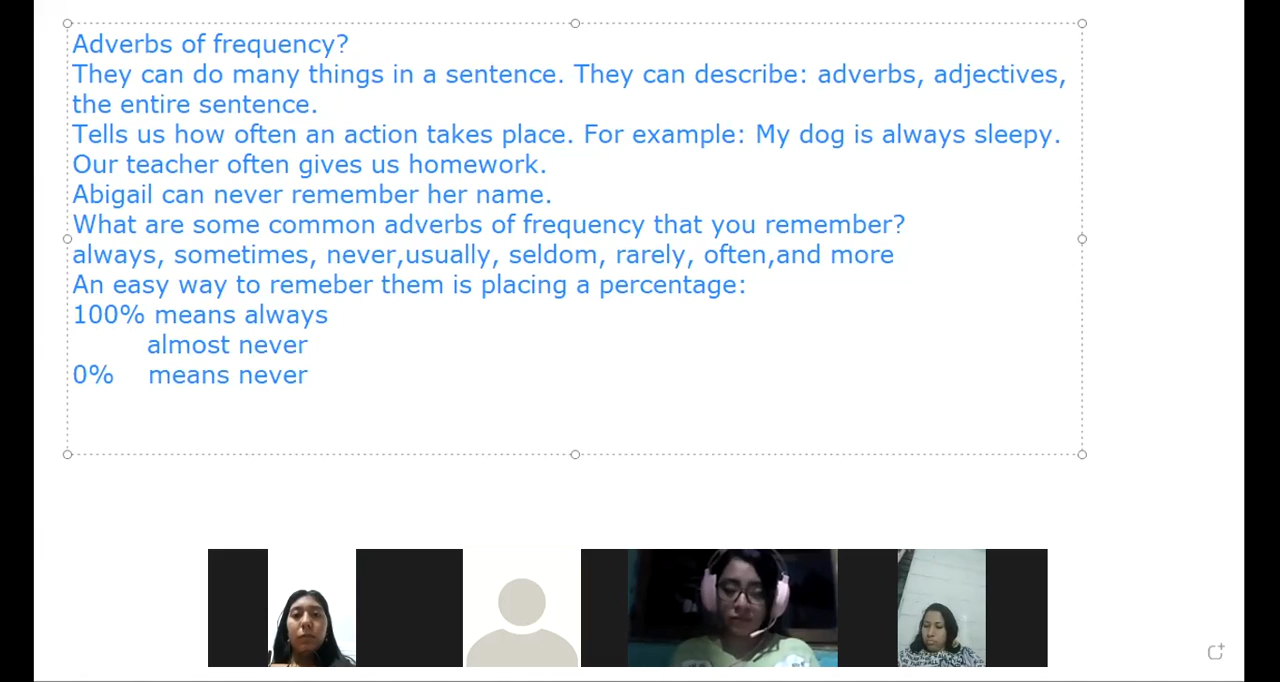 Adverbs of frequency?
They can do many things in a sentence. They can describe: adverbs, adjectives,
the entire sentence.
Tells us how often an action takes place. For example: My dog is always sleepy.
Our teacher often gives us homework.
Abigail can never remember her name.
What are some common adverbs of frequency that you remember?
always, sometimes, never,usually, seldom, rarely, often,and more
An easy way to remeber them is placing a percentage:
100% means always
almost never
0% means never